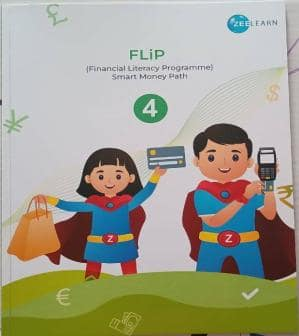 ZEE LEARN
FLiP
(Financial Literacy Programme)
Smart Money Path
4
Z
Z